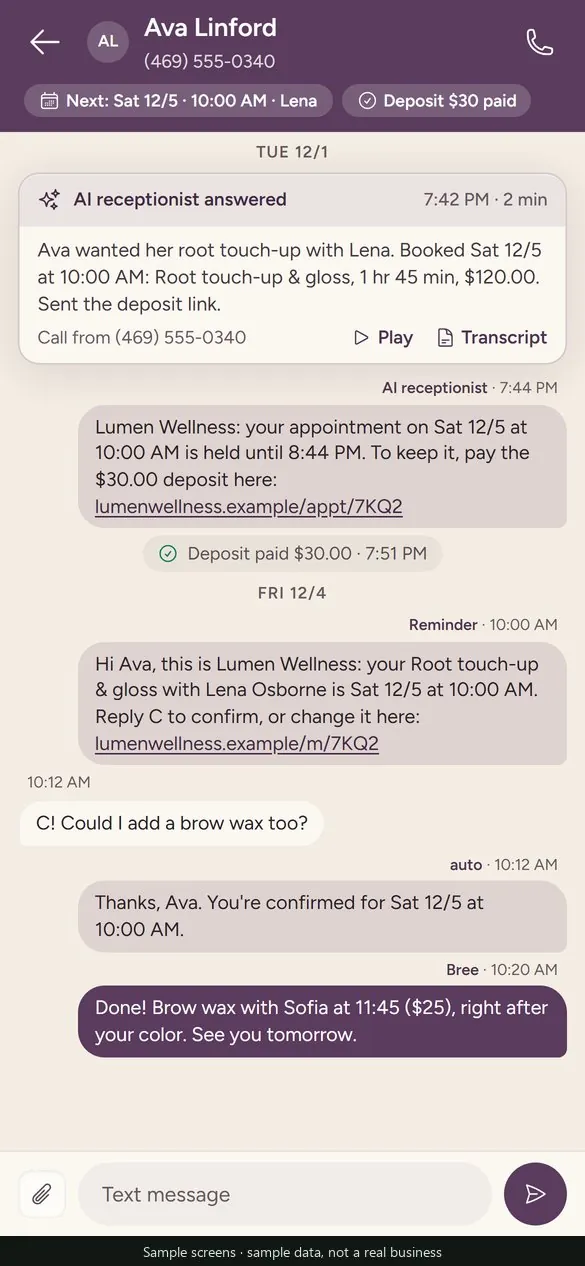 AL
Ava Linford
(469) 555-0340
Next: Sat 12/5 · 10:00 AM · Lena
Deposit $30 paid
TUE 12/1
AI receptionist answered
7:42 PM · 2 min
Ava wanted her root touch-up with Lena. Booked Sat 12/5
at 10:00 AM: Root touch-up & gloss, 1 hr 45 min, $120.00.
Sent the deposit link.
Call from (469) 555-0340
Play
Transcript
AI receptionist · 7:44 PM
Lumen Wellness: your appointment on Sat 12/5 at
10:00 AM is held until 8:44 PM. To keep it, pay the
$30.00 deposit here:
lumenwellness.example/appt/7KQ2
Deposit paid $30.00 · 7:51 PM
FRI 12/4
Reminder · 10:00 AM
Hi Ava, this is Lumen Wellness: your Root touch-up
& gloss with Lena Osborne is Sat 12/5 at 10:00 AM.
Reply C to confirm, or change it here:
lumenwellness.example/m/7KQ2
10:12 AM
C! Could I add a brow wax too?
auto · 10:12 AM
Thanks, Ava. You're confirmed for Sat 12/5 at
10:00 AM.
Bree · 10:20 AM
Done! Brow wax with Sofia at 11:45 ($25), right after
your color. See you tomorrow.
Text message
Sample screens · sample data, not a real business